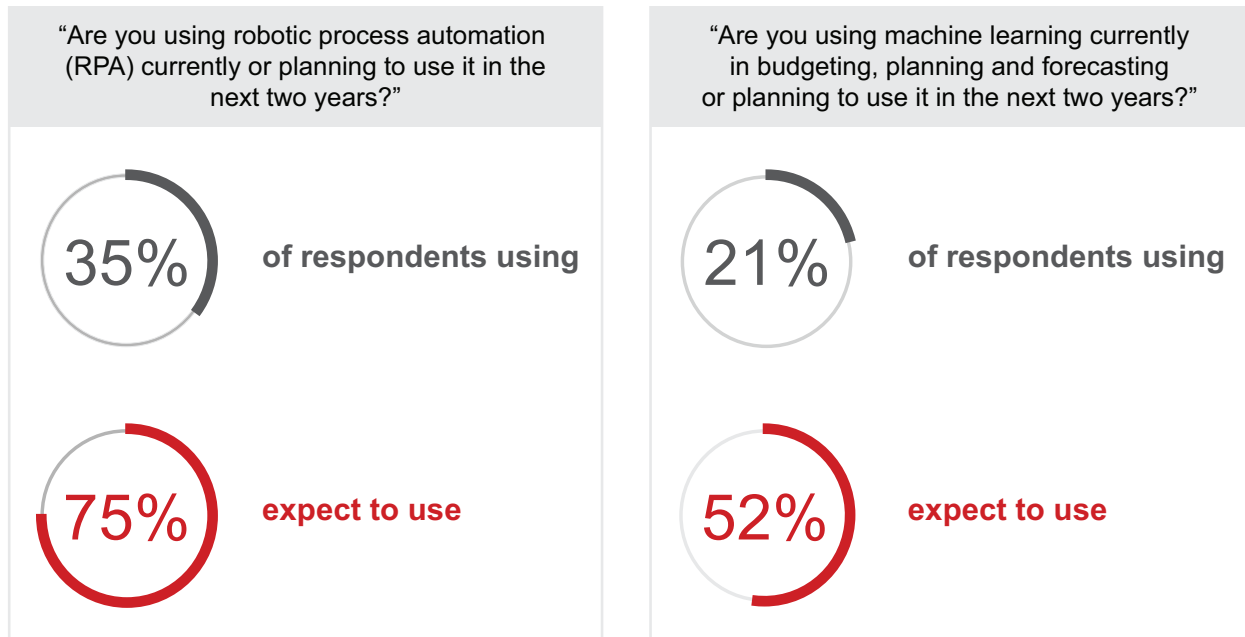 “Are you using robotic process automation
(RPA) currently or planning to use it in the
next two years?”
35%
of respondents using
75%
expect to use
“Are you using machine learning currently
in budgeting, planning and forecasting
or planning to use it in the next two years?”
21%
of respondents using
52%
expect to use